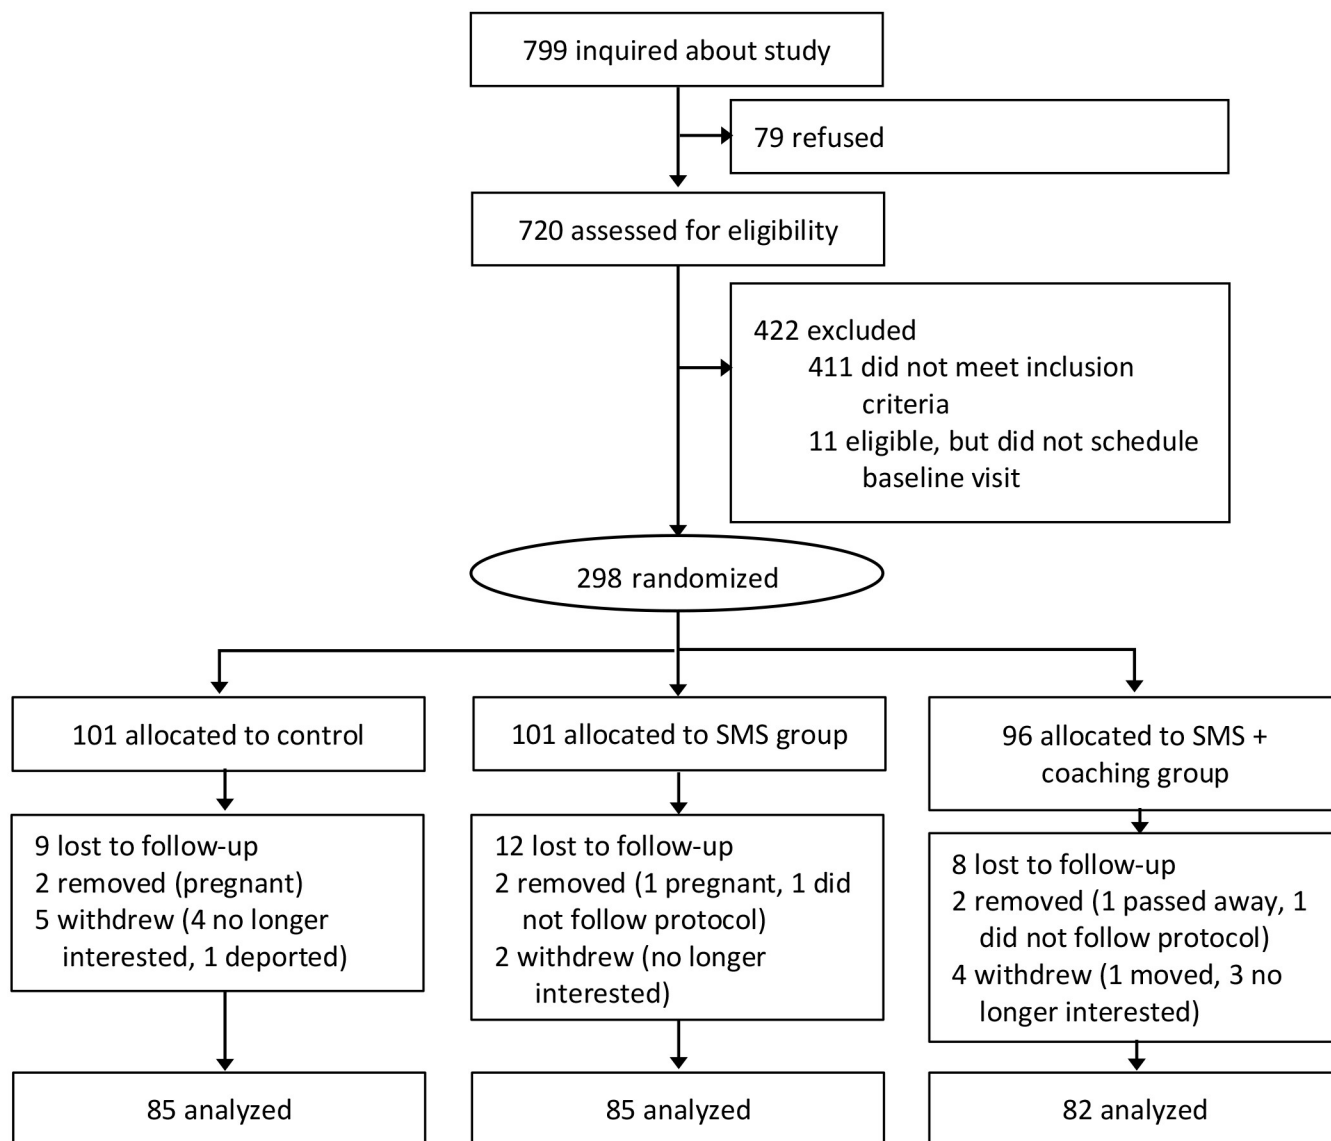 799 inquired about study
79 refused
720 assessed for eligibility
422 excluded
411 did not meet inclusion
criteria
11 eligible, but did not schedule
baseline visit
298 randomized
101 allocated to control
9 lost to follow-up
2 removed (pregnant)
5 withdrew (4 no longer
interested, 1 deported)
85 analyzed
101 allocated to SMS group
12 lost to follow-up
2 removed (1 pregnant, 1 did
not follow protocol)
2 withdrew (no longer
interested)
85 analyzed
96 allocated to SMS +
coaching group
8 lost to follow-up
2 removed (1 passed away, 1
did not follow protocol)
4 withdrew (1 moved, 3 no
longer interested)
82 analyzed